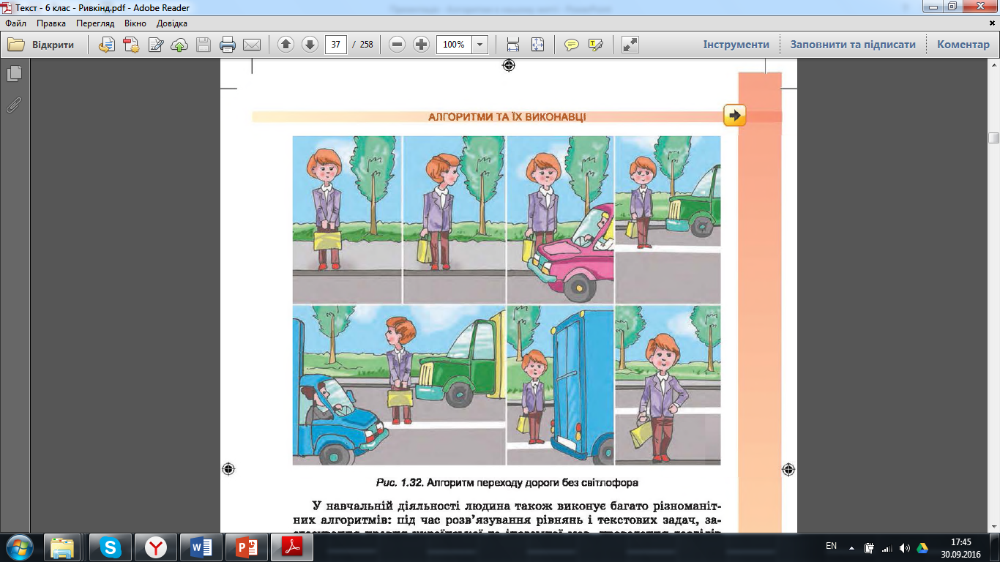 Текст - 6 клас - Ривкінд.pdf - Adobe Reader
Файл Правка Перегляд Вікно Довідка
Відкрити 37 / 258 100% Інструменти Заповнити та підписати Коментар
АЛГОРИТМИ ТА ЇХ ВИКОНАВЦІ
Рис. 1.32. Алгоритм переходу дороги без світлофора
У навчальній діяльності людина також виконує багато різноманіт-
них алгоритмів: під час розв’язування рівнянь і текстових задач, за-
EN 17:45
30.09.2016